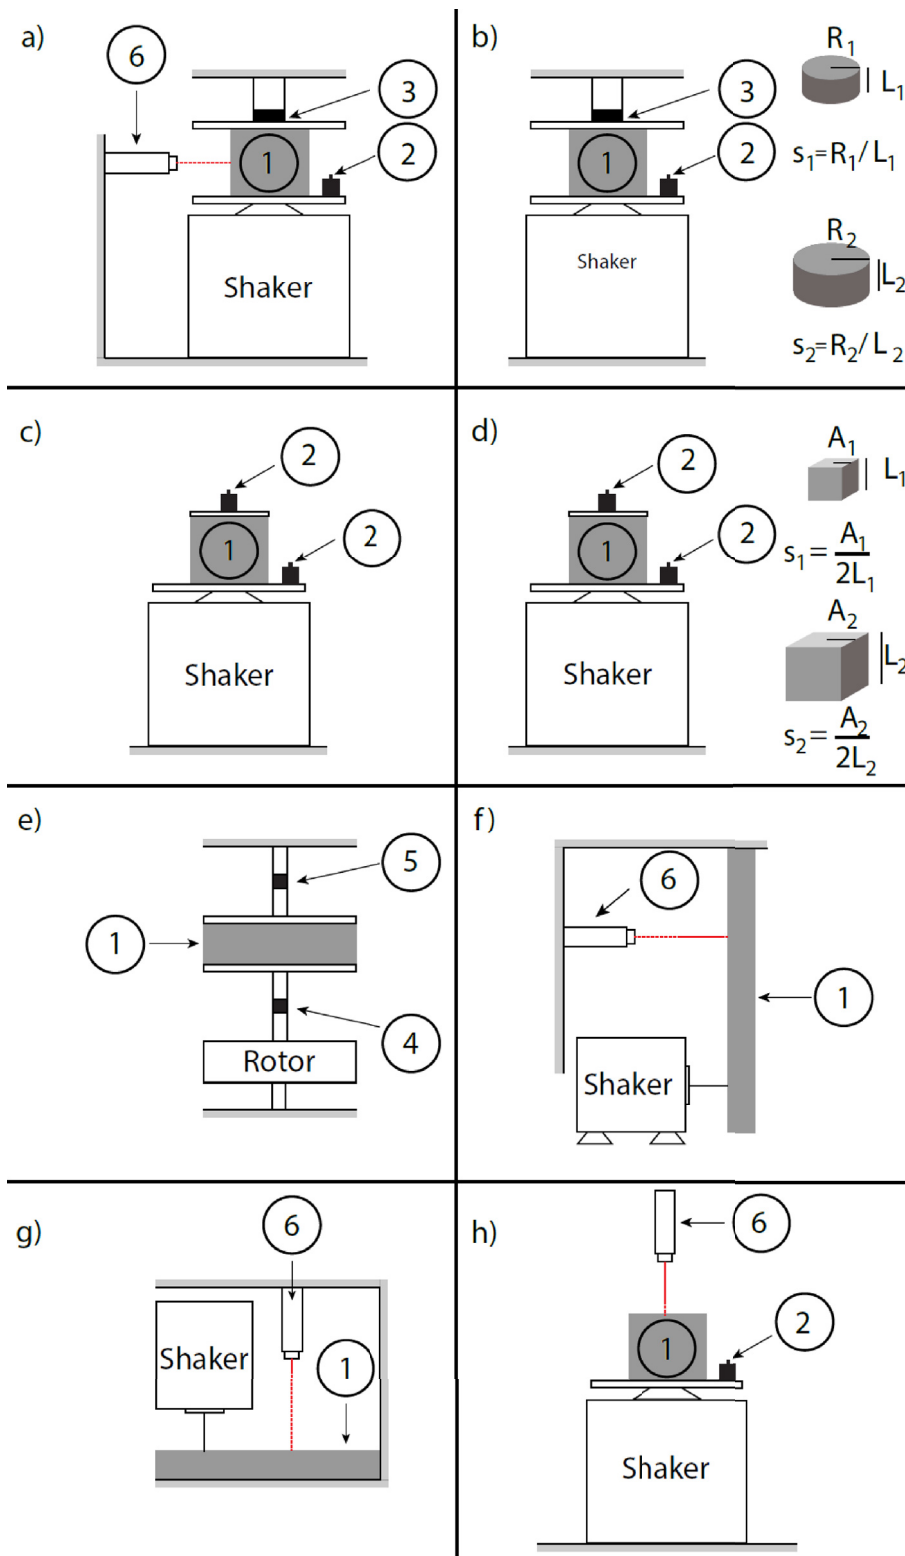 a)
6
3
1
2
Shaker
b)
3
1
2
Shaker
R₁
L₁
s₁=R₁/L₁
R₂
L₂
s₂=R₂/L₂
c)
2
1
2
Shaker
d)
2
1
2
Shaker
A₁
L₁
s₁=A₁/2L₁
A₂
L₂
s₂=A₂/2L₂
e)
5
1
4
Rotor
f)
6
1
Shaker
g)
6
Shaker
1
h)
6
1
2
Shaker